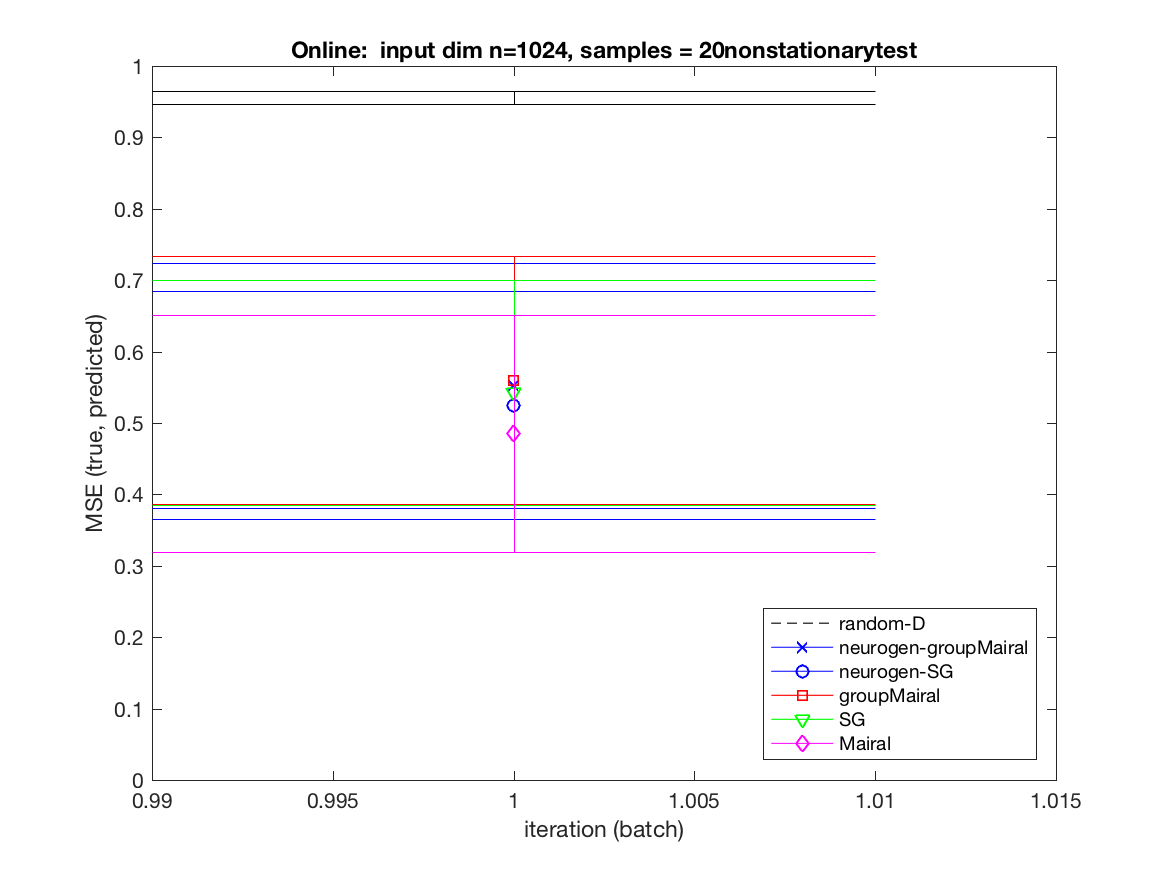 Online:  input dim n=1024, samples = 20nonstationarytest
1
0.9
0.8
0.7
0.6
0.5
0.4
0.3
0.2
0.1
0
MSE (true, predicted)
random-D
neurogen-groupMairal
neurogen-SG
groupMairal
SG
Mairal
0.99
0.995
1
1.005
1.01
1.015
iteration (batch)